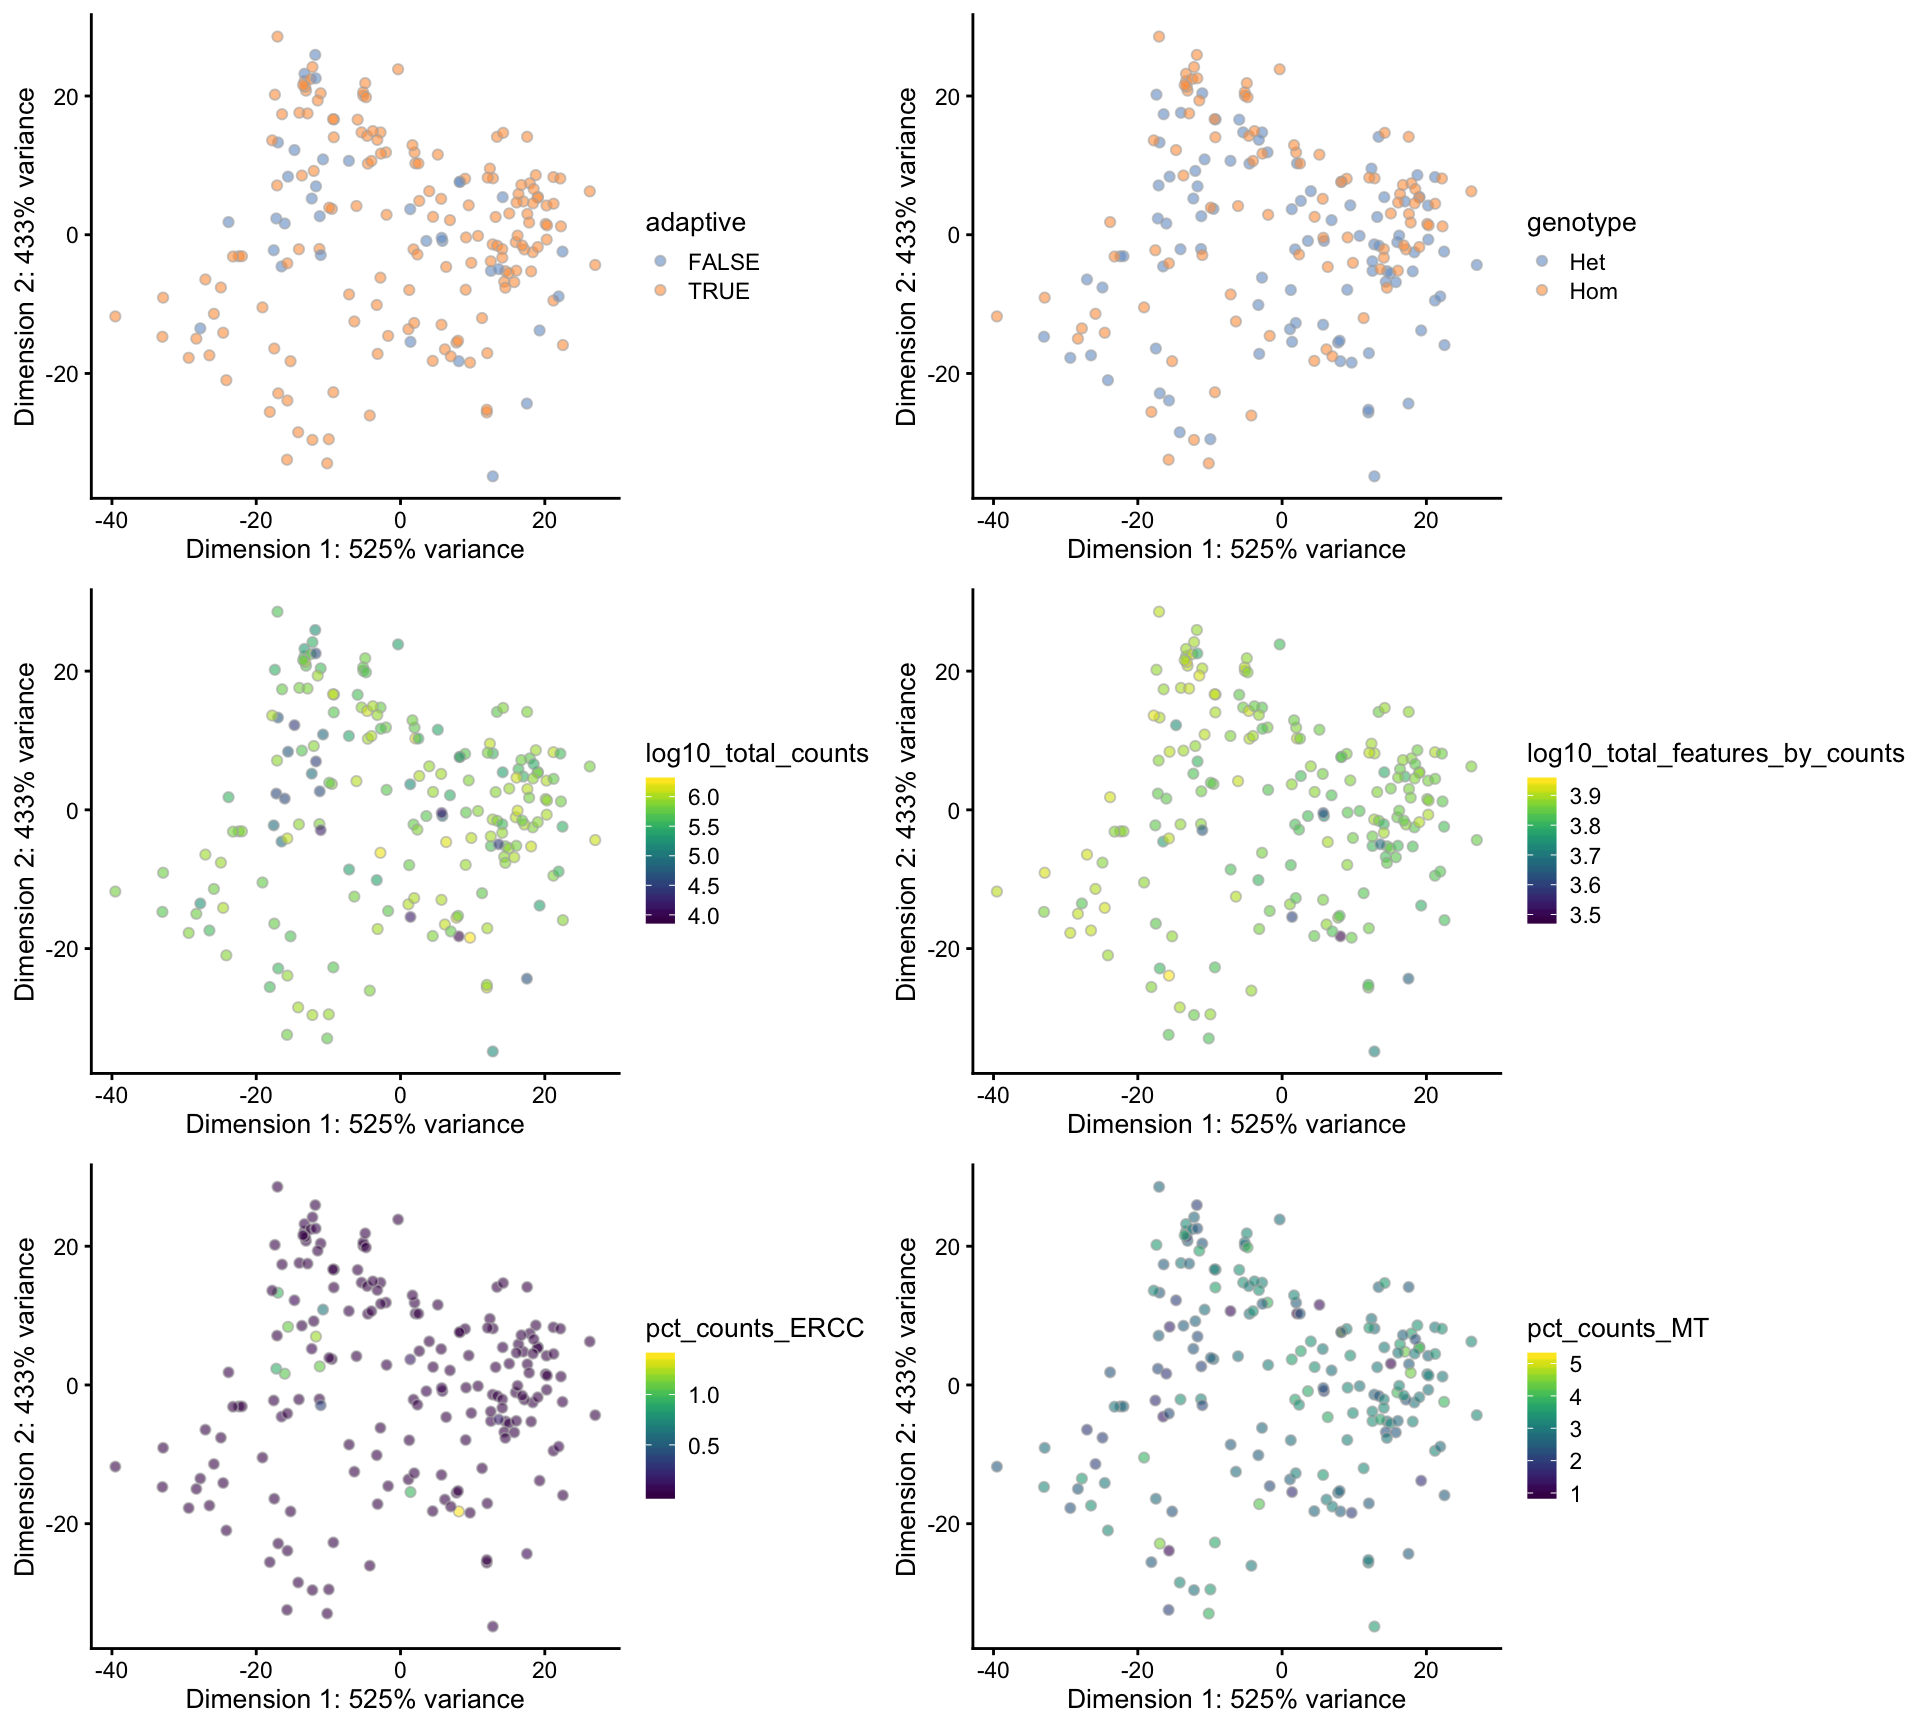 20
0
-20
-40
-20
0
20
Dimension 1: 525% variance
Dimension 2: 433% variance
adaptive
FALSE
TRUE
20
0
-20
-40
-20
0
20
Dimension 1: 525% variance
Dimension 2: 433% variance
genotype
Het
Hom
20
0
-20
-40
-20
0
20
Dimension 1: 525% variance
Dimension 2: 433% variance
log10_total_counts
6.0
5.5
5.0
4.5
4.0
20
0
-20
-40
-20
0
20
Dimension 1: 525% variance
Dimension 2: 433% variance
log10_total_features_by_counts
3.9
3.8
3.7
3.6
3.5
20
0
-20
-40
-20
0
20
Dimension 1: 525% variance
Dimension 2: 433% variance
pct_counts_ERCC
1.0
0.5
20
0
-20
-40
-20
0
20
Dimension 1: 525% variance
Dimension 2: 433% variance
pct_counts_MT
5
4
3
2
1